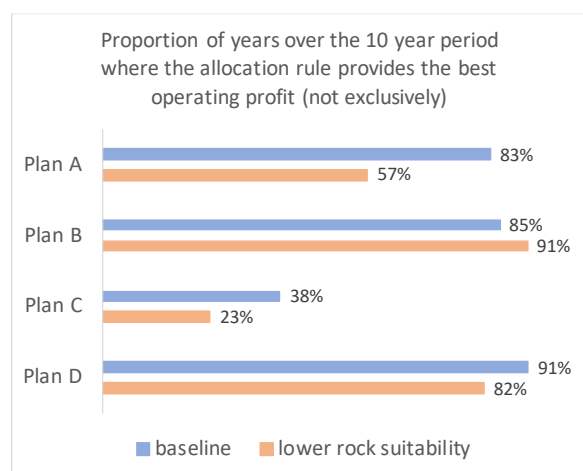 Proportion of years over the 10 year period
where the allocation rule provides the best
operating profit (not exclusively)
Plan A
83%
57%
Plan B
85%
91%
Plan C
38%
23%
Plan D
91%
82%
baseline
lower rock suitability